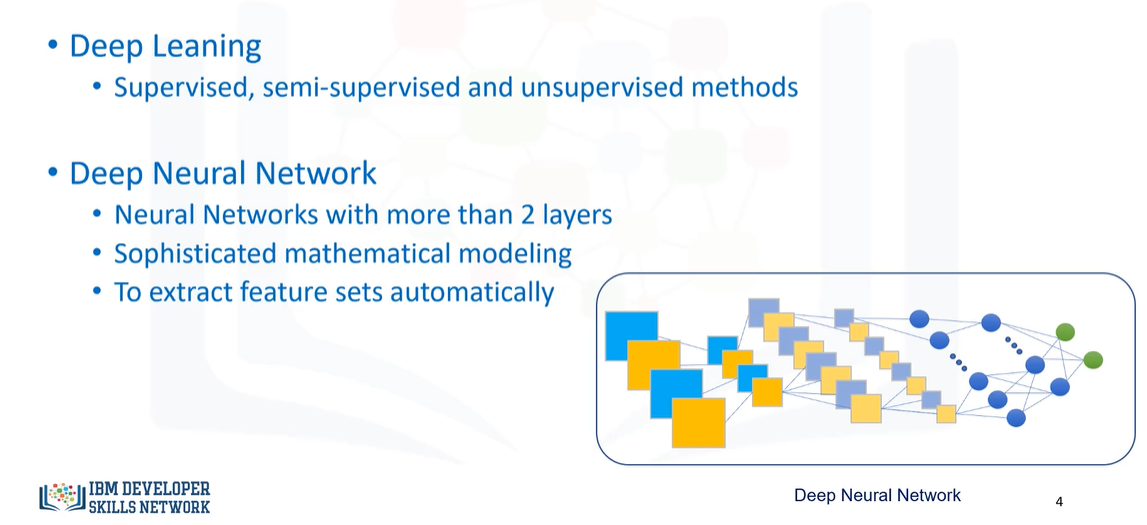 • Deep Leaning
• Supervised, semi-supervised and unsupervised methods
• Deep Neural Network
• Neural Networks with more than 2 layers
• Sophisticated mathematical modeling
• To extract feature sets automatically
IBM DEVELOPER
SKILLS NETWORK
Deep Neural Network
4